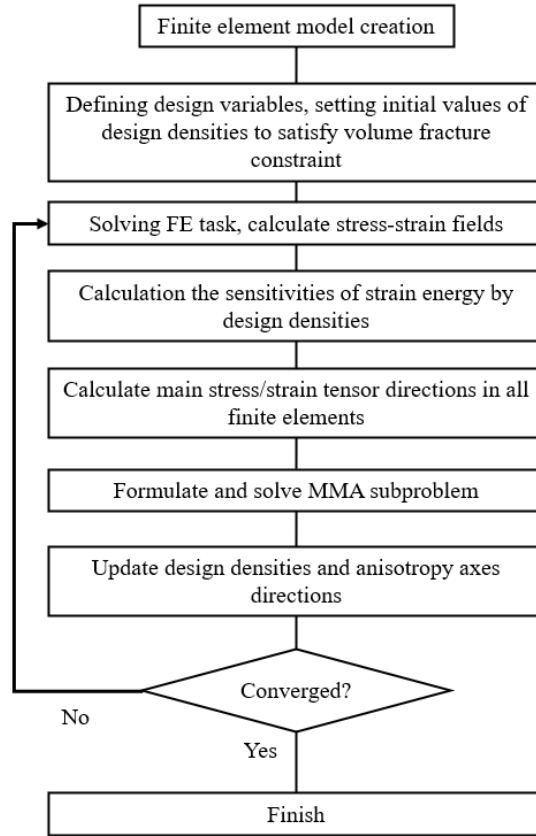 Finite element model creation
Defining design variables, setting initial values of
design densities to satisfy volume fracture
constraint
Solving FE task, calculate stress-strain fields
Calculation the sensitivities of strain energy by
design densities
Calculate main stress/strain tensor directions in all
finite elements
Formulate and solve MMA subproblem
Update design densities and anisotropy axes
directions
Converged?
No
Yes
Finish